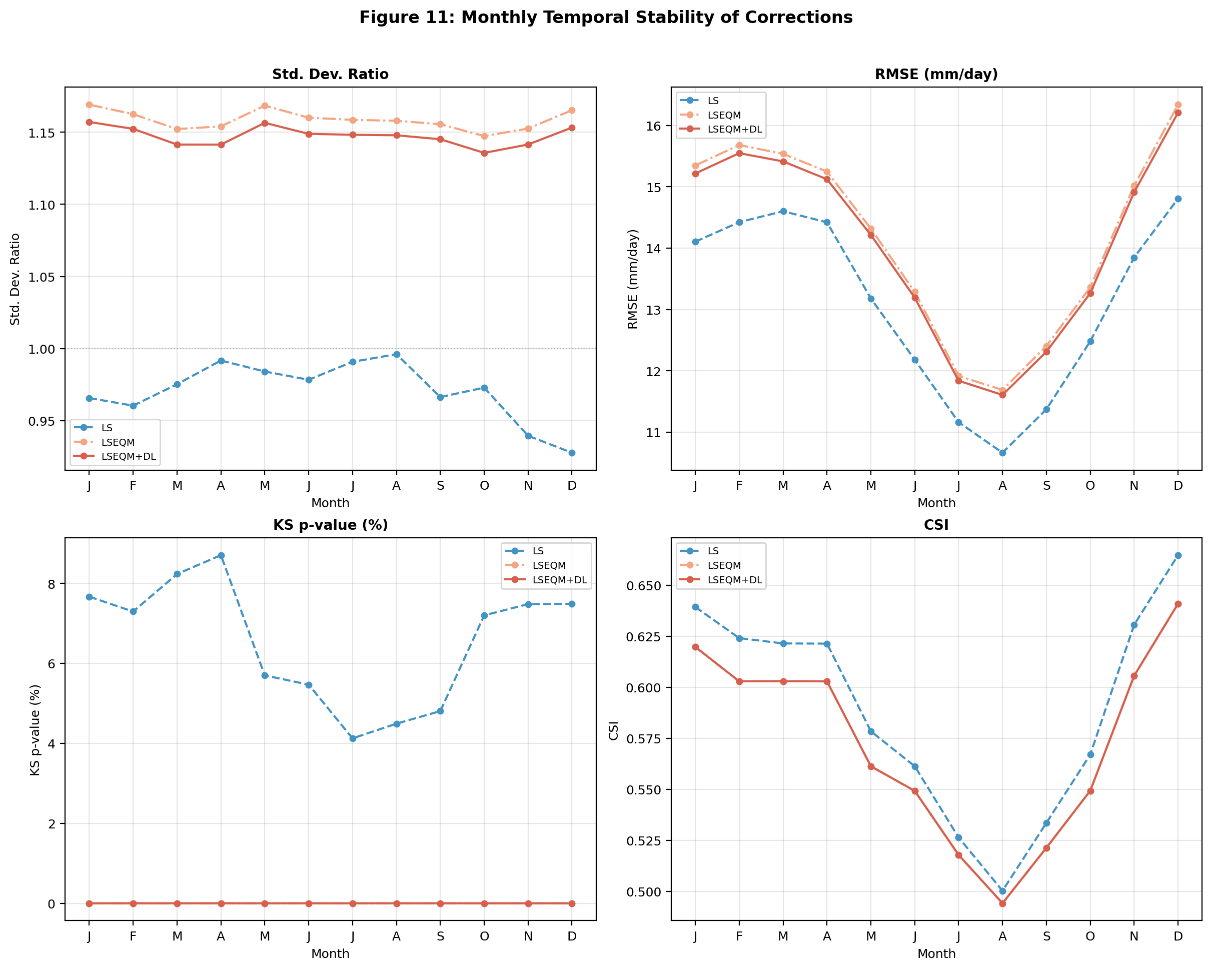 Figure 11: Monthly Temporal Stability of Corrections
Std. Dev. Ratio
Std. Dev. Ratio
1.15
1.10
1.05
1.00
0.95
LS
LSEQM
LSEQM+DL
J F M A M J J A S O N D
Month
RMSE (mm/day)
RMSE (mm/day)
16
15
14
13
12
11
LS
LSEQM
LSEQM+DL
J F M A M J J A S O N D
Month
KS p-value (%)
KS p-value (%)
8
6
4
2
0
LS
LSEQM
LSEQM+DL
J F M A M J J A S O N D
Month
CSI
CSI
0.650
0.625
0.600
0.575
0.550
0.525
0.500
LS
LSEQM
LSEQM+DL
J F M A M J J A S O N D
Month